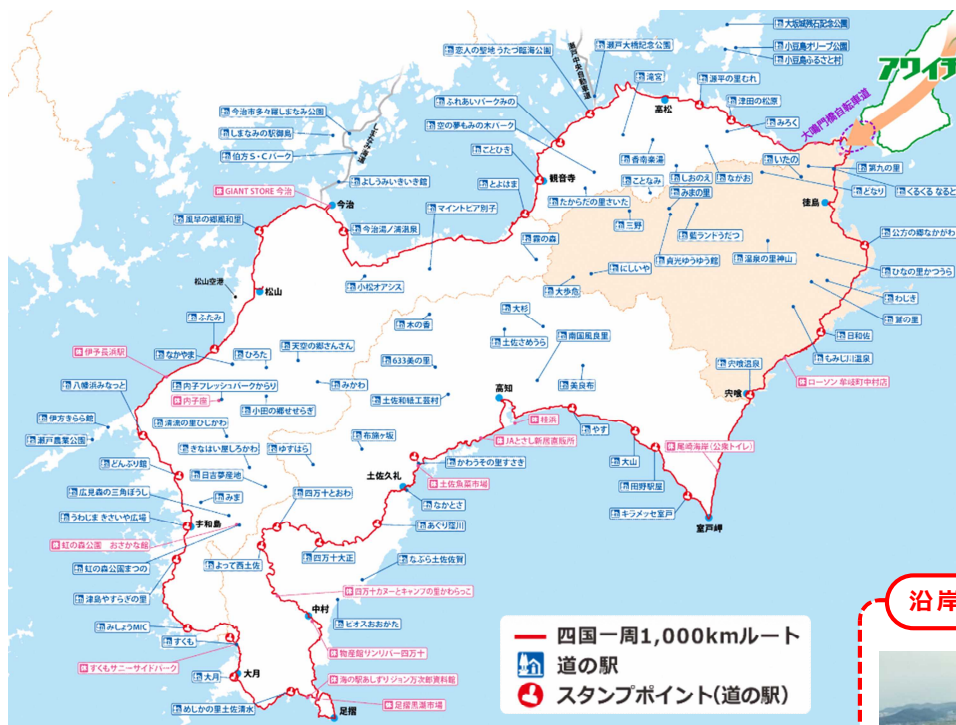 大坂城残石記念公園
小豆島オリーブ公園
小豆島ふるさと村
恋人の聖地 うたづ臨海公園
瀬戸大橋記念公園
瀬戸中央自動車道
滝宮
源平の里むれ
アワイチ
大鳴門橋自転車道
ふれあいパークみの
高松
津田の松原
今治市多々羅しまなみ公園
空の夢もみの木パーク
みろく
しまなみの駅御島
しまなみ海道
伯方S・Cパーク
ことひき
香南楽湯
いたの
第九の里
よしうみいきいき館
観音寺
しおのえ
ながお
GIANT STORE 今治
とよはま
ことなみ
みまの里
どなり
くるくる なると
今治
マイントピア別子
たからだの里さいた
徳島
風早の郷風和里
三野
今治湯ノ浦温泉
霧の森
藍ランドうだつ
公方の郷なかがわ
貞光ゆうゆう館
温泉の里神山
松山空港
小松オアシス
にしいや
ひなの里かつうら
松山
大歩危
わじき
大杉
鷲の里
ふたみ
木の香
土佐さめうら
南国風良里
日和佐
伊予長浜駅
なかやま
ひろた
天空の郷さんさん
633美の里
もみじ川温泉
八幡浜みなっと
内子フレッシュパークからり
みかわ
美良布
宍喰温泉
ローソン 牟岐町中村店
内子座
高知
宍喰
伊方きらら館
小田の郷せせらぎ
土佐和紙工芸村
清流の里ひじかわ
桂浜
瀬戸農業公園
きなはい屋しろかわ
ゆすはら
布施ヶ坂
JAとさし新居直販所
やす
尾崎海岸(公衆トイレ)
どんぶり館
日吉夢産地
土佐久礼
かわうその里すさき
大山
広見森の三角ぼうし
みま
四万十とおわ
土佐魚菜市場
田野駅屋
うわじま きさいや広場
宇和島
なかとさ
キラメッセ室戸
室戸岬
虹の森公園 おさかな館
あぐり窪川
虹の森公園まつの
よって西土佐
四万十大正
なぶら土佐佐賀
津島やすらぎの里
四万十カヌーとキャンプの里かわらっこ
沿岸
中村
みしょうMIC
ビオスおおがた
四国一周1,000kmルート
すくも
物産館サンリバー四万十
道の駅
すくもサニーサイドパーク
大月
大月
海の駅あしずり ジョン万次郎資料館
スタンプポイント(道の駅)
めじかの里土佐清水
足摺黒潮市場
足摺